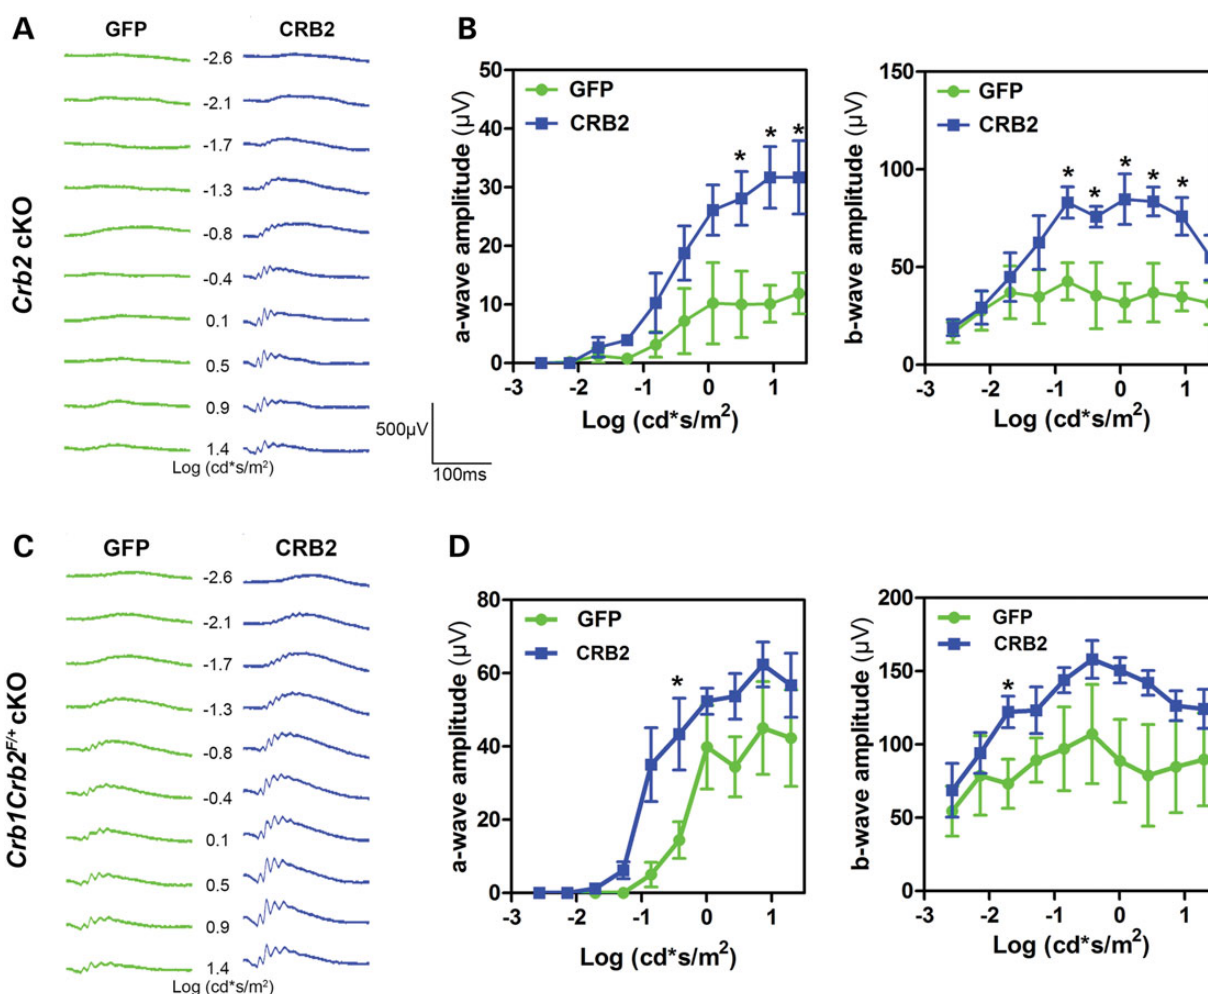 A
GFP
CRB2
-2.6
-2.1
-1.7
-1.3
-0.8
-0.4
0.1
0.5
0.9
1.4
Log (cd*s/m²)
Crb2 cKO
500µV
100ms
B
a-wave amplitude (µV)
50
40
30
20
10
0
GFP
CRB2
* * * *
-3 -2 -1 0 1
Log (cd*s/m²)
b-wave amplitude (µV)
150
100
50
0
GFP
CRB2
* * * * *
-3 -2 -1 0 1
Log (cd*s/m²)
C
GFP
CRB2
-2.6
-2.1
-1.7
-1.3
-0.8
-0.4
0.1
0.5
0.9
1.4
Log (cd*s/m²)
Crb1Crb2F/+ cKO
D
a-wave amplitude (µV)
80
60
40
20
0
GFP
CRB2
*
-3 -2 -1 0 1
Log (cd*s/m²)
b-wave amplitude (µV)
200
150
100
50
0
GFP
CRB2
*
-3 -2 -1 0 1
Log (cd*s/m²)